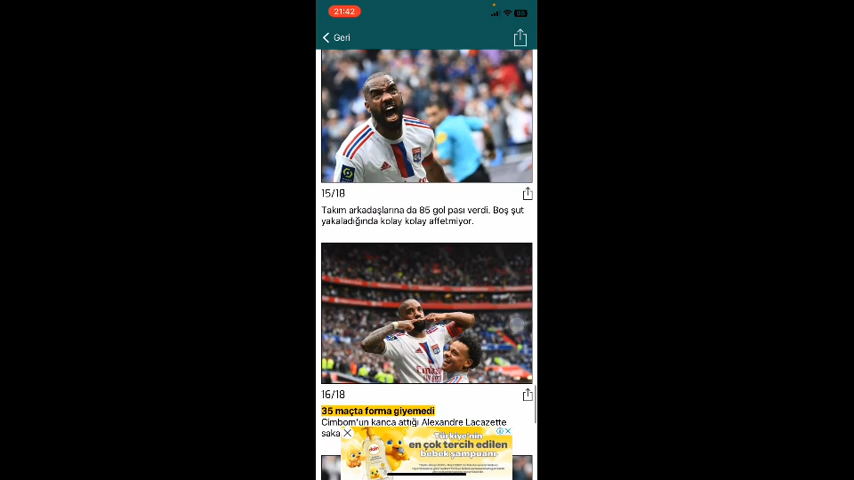 21:42
Geri
15/18
Takım arkadaşlarına da 85 gol pası verdi. Boş şut
yakaladığında kolay kolay affetmiyor.
16/18
35 maçta forma giyemedi
Cimbom'un kanca attığı Alexandre Lacazette
saka
Türkiye'nin
en çok tercih edilen
bebek şampuanı